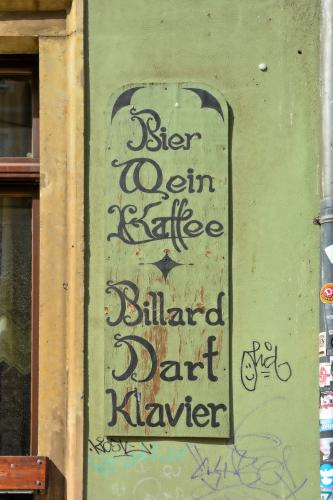 Bier
Wein
Kaffee
Billard
Dart
Klavier